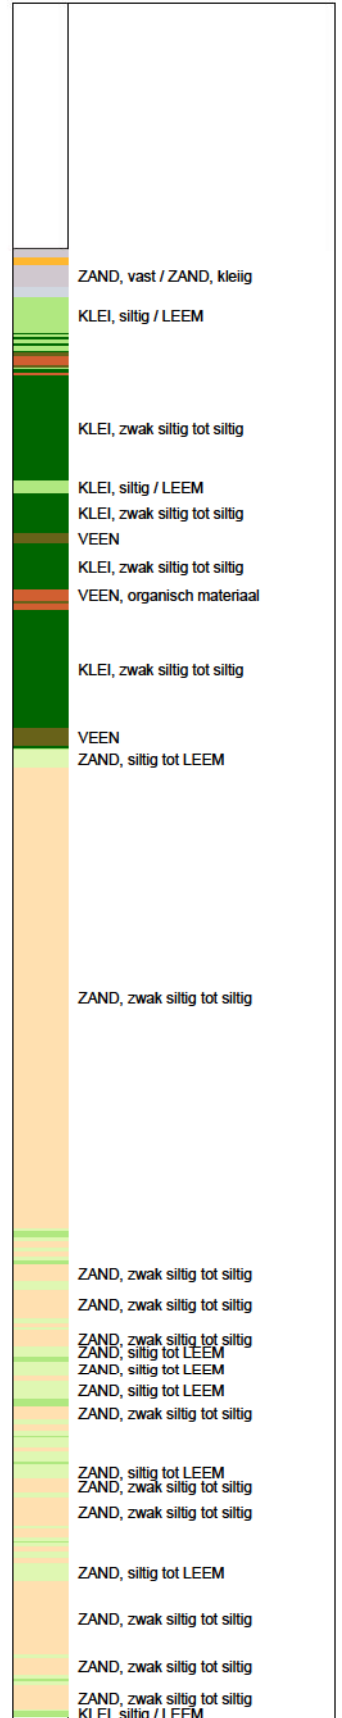 ZAND, vast / ZAND, kleiig
KLEI, siltig / LEEM
KLEI, zwak siltig tot siltig
KLEI, siltig / LEEM
KLEI, zwak siltig tot siltig
VEEN
KLEI, zwak siltig tot siltig
VEEN, organisch materiaal
KLEI, zwak siltig tot siltig
VEEN
ZAND, siltig tot LEEM
ZAND, zwak siltig tot siltig
ZAND, zwak siltig tot siltig
ZAND, zwak siltig tot siltig
ZAND, zwak siltig tot siltig
ZAND, siltig tot LEEM
ZAND, siltig tot LEEM
ZAND, siltig tot LEEM
ZAND, zwak siltig tot siltig
ZAND, siltig tot LEEM
ZAND, zwak siltig tot siltig
ZAND, zwak siltig tot siltig
ZAND, siltig tot LEEM
ZAND, zwak siltig tot siltig
ZAND, zwak siltig tot siltig
ZAND, zwak siltig tot siltig
KLEI, siltig / LEEM